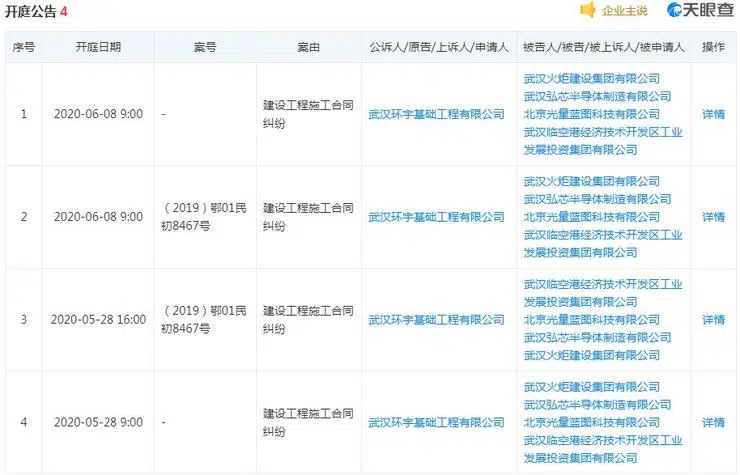 开庭公告 4
企业主说
天眼查
序号 开庭日期 案号 案由 公诉人/原告/上诉人/申请人 被告人/被告/被上诉人/被申请人 操作
1 2020-06-08 9:00 - 建设工程施工合同
纠纷
武汉环宇基础工程有限公司
武汉火炬建设集团有限公司
武汉弘芯半导体制造有限公司
北京光量蓝图科技有限公司
武汉临空港经济技术开发区工业
发展投资集团有限公司
详情
2 2020-06-08 9:00
（2019）鄂01民
初8467号
建设工程施工合同
纠纷
武汉环宇基础工程有限公司
武汉火炬建设集团有限公司
武汉弘芯半导体制造有限公司
北京光量蓝图科技有限公司
武汉临空港经济技术开发区工业
发展投资集团有限公司
详情
3 2020-05-28 16:00
（2019）鄂01民
初8467号
建设工程施工合同
纠纷
武汉环宇基础工程有限公司
武汉临空港经济技术开发区工业
发展投资集团有限公司
北京光量蓝图科技有限公司
武汉弘芯半导体制造有限公司
武汉火炬建设集团有限公司
详情
4 2020-05-28 9:00 - 建设工程施工合同
纠纷
武汉环宇基础工程有限公司
武汉火炬建设集团有限公司
武汉弘芯半导体制造有限公司
北京光量蓝图科技有限公司
武汉临空港经济技术开发区工业
发展投资集团有限公司
详情